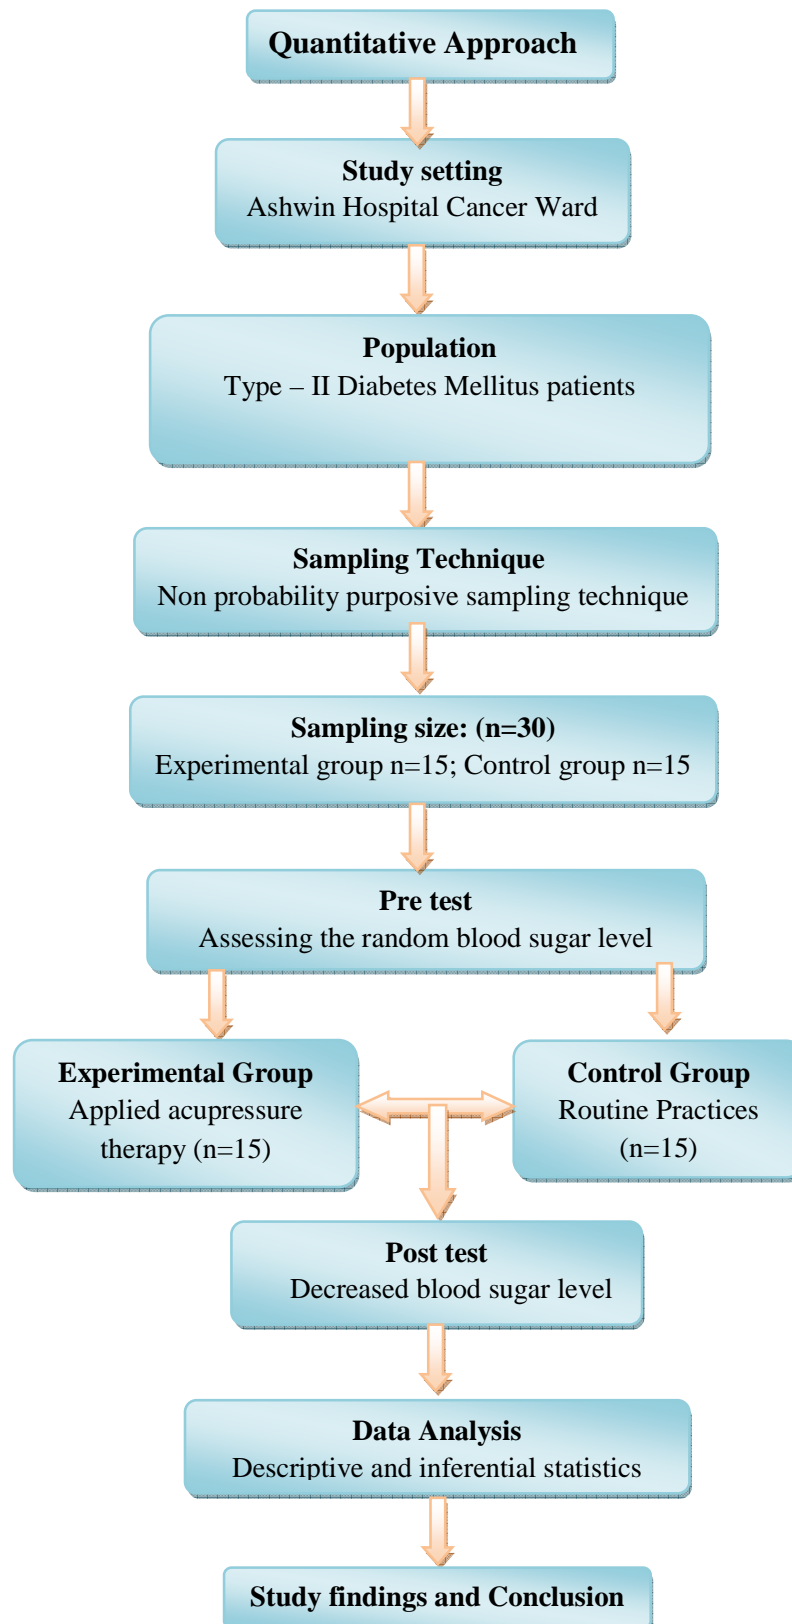 Quantitative Approach
Study setting
Ashwin Hospital Cancer Ward
Population
Type – II Diabetes Mellitus patients
Sampling Technique
Non probability purposive sampling technique
Sampling size: (n=30)
Experimental group n=15; Control group n=15
Pre test
Assessing the random blood sugar level
Experimental Group
Applied acupressure
therapy (n=15)
Control Group
Routine Practices
(n=15)
Post test
Decreased blood sugar level
Data Analysis
Descriptive and inferential statistics
Study findings and Conclusion